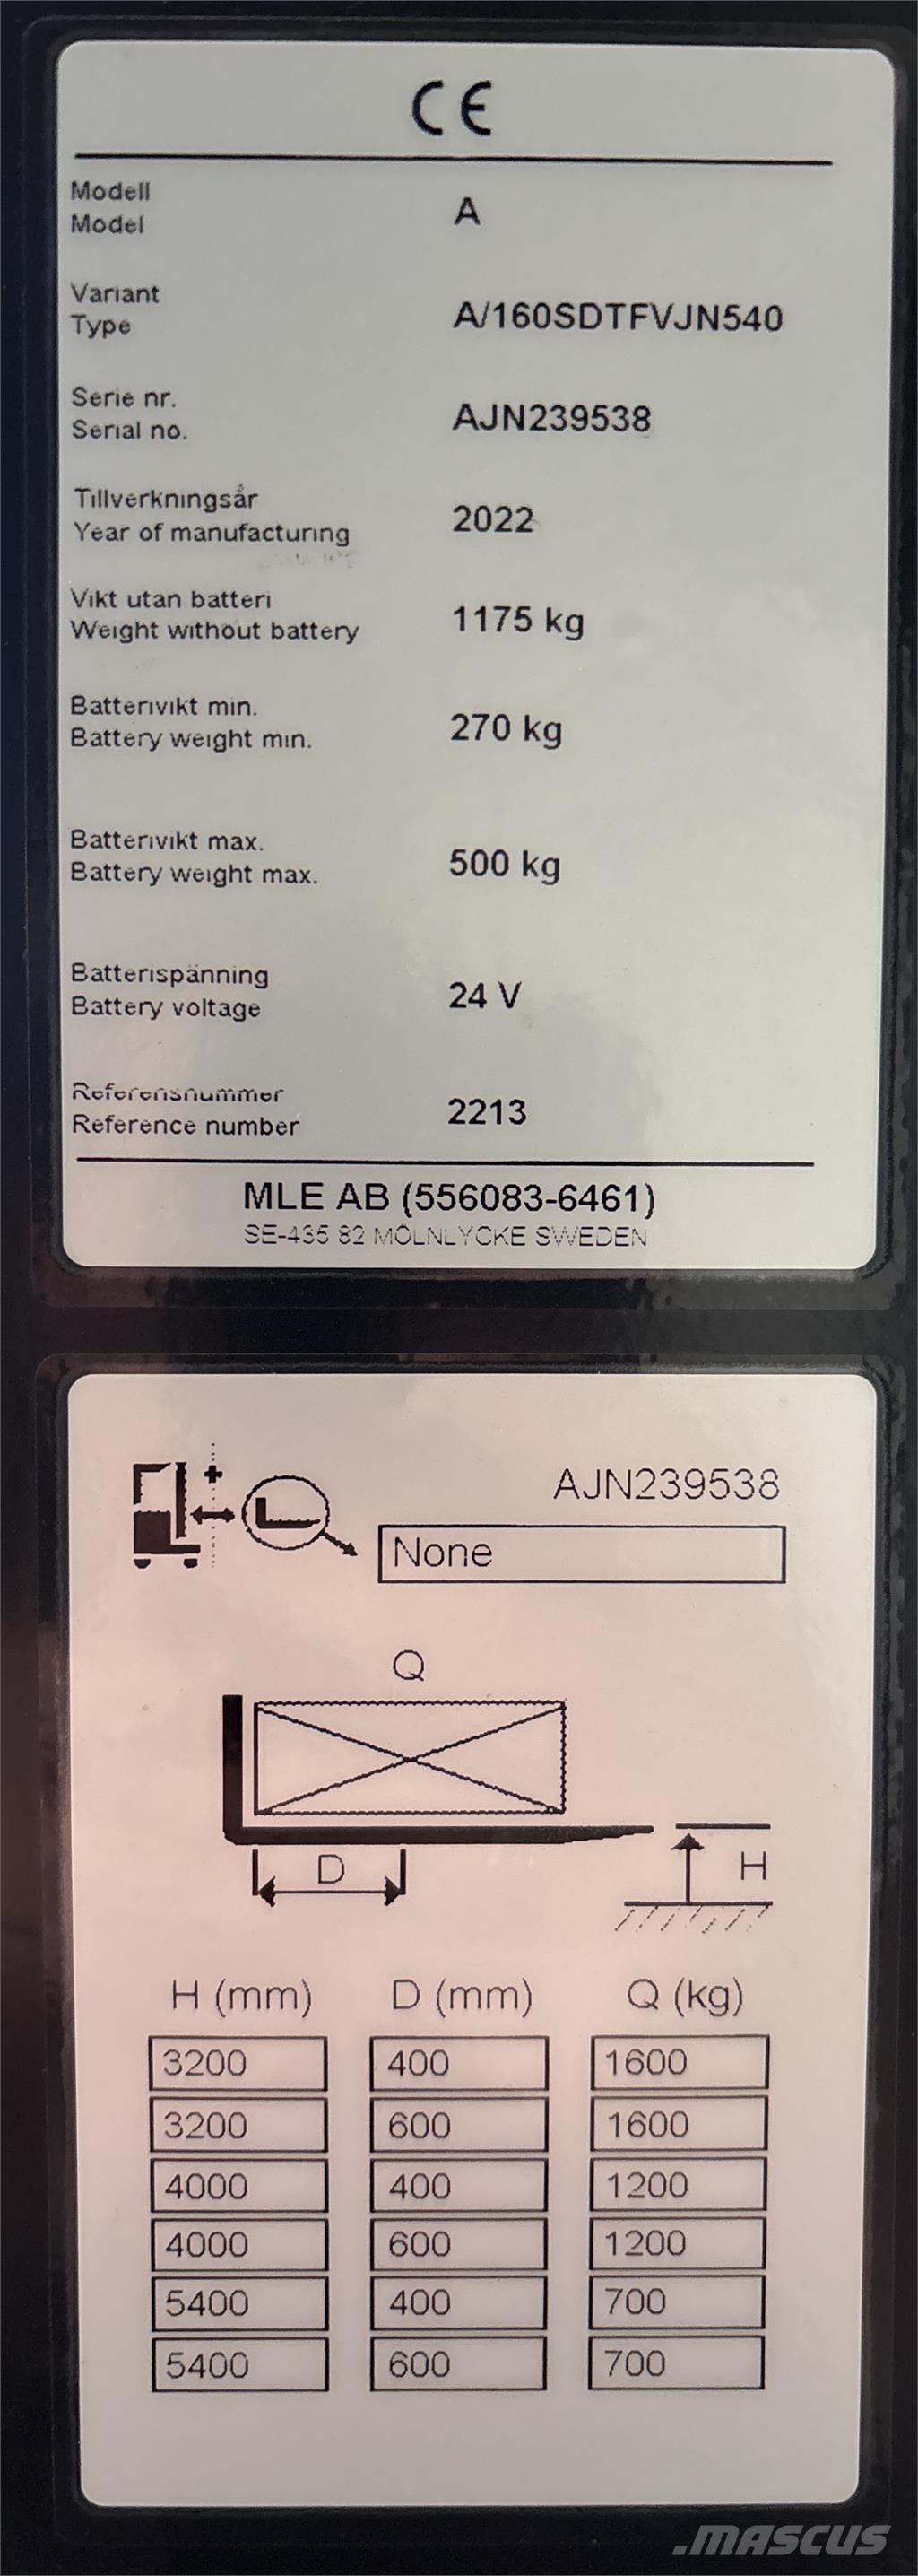 CE
Modell
Model
A
Variant
Type
A/160SDTFVJN540
Serie nr.
Serial no.
AJN239538
Tillverkningsår
Year of manufacturing
2022
Vikt utan batteri
Weight without battery
1175 kg
Batterivikt min.
Battery weight min.
270 kg
Batterivikt max.
Battery weight max.
500 kg
Batterispänning
Battery voltage
24 V
Referensnummer
Reference number
2213
MLE AB (556083-6461)
SE-435 82 MÖLNLYCKE SWEDEN
AJN239538
None
Q
D
H
H (mm) D (mm) Q (kg)
3200 400 1600
3200 600 1600
4000 400 1200
4000 600 1200
5400 400 700
5400 600 700
.MASCUS